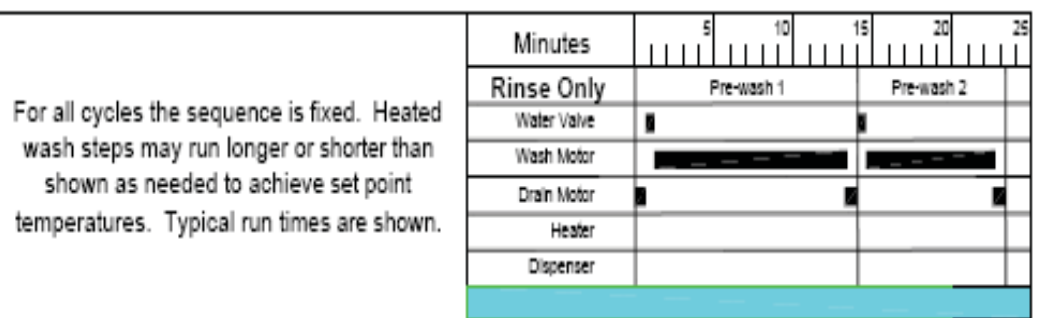 For all cycles the sequence is fixed. Heated
wash steps may run longer or shorter than
shown as needed to achieve set point
temperatures. Typical run times are shown.
Minutes 5 10 15 20 25
Rinse Only Pre-wash 1 Pre-wash 2
Water Valve
Wash Motor
Drain Motor
Heater
Dispenser